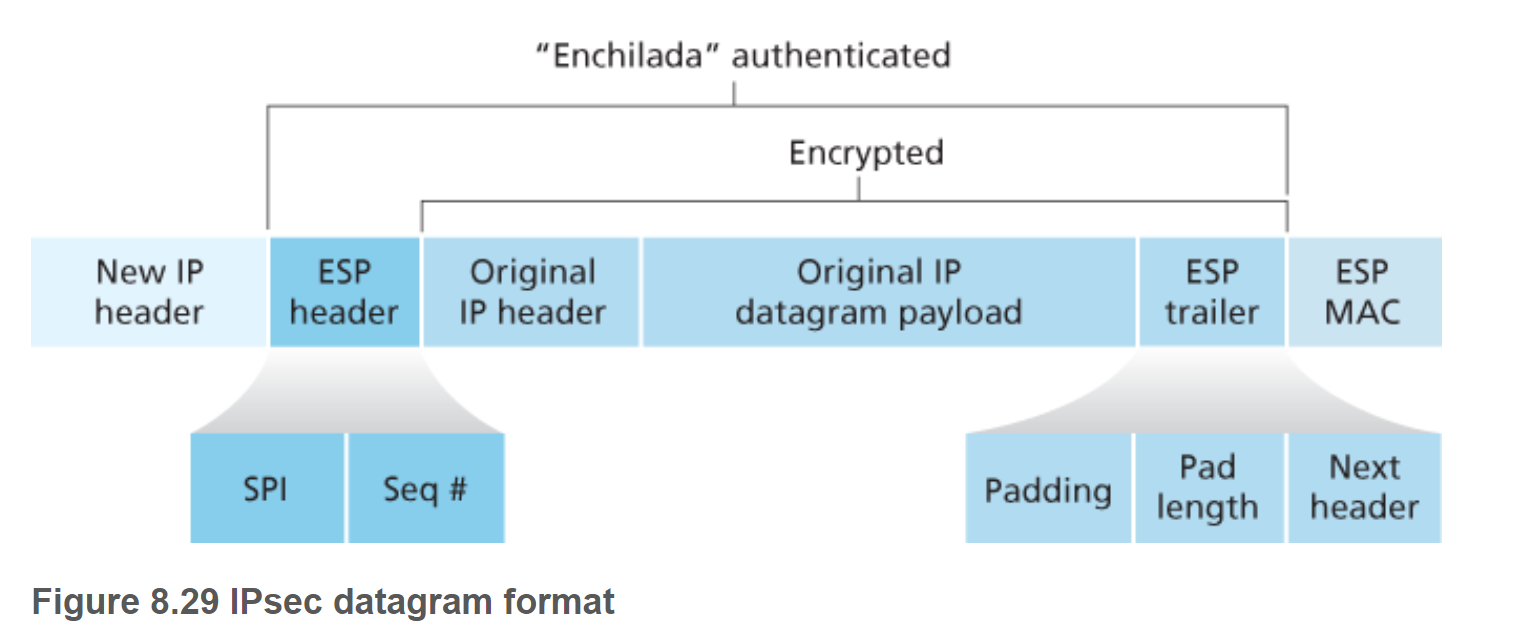 “Enchilada” authenticated
Encrypted
New IP
header
ESP
header
Original
IP header
Original IP
datagram payload
ESP
trailer
ESP
MAC
SPI
Seq #
Padding
Pad
length
Next
header
Figure 8.29 IPsec datagram format